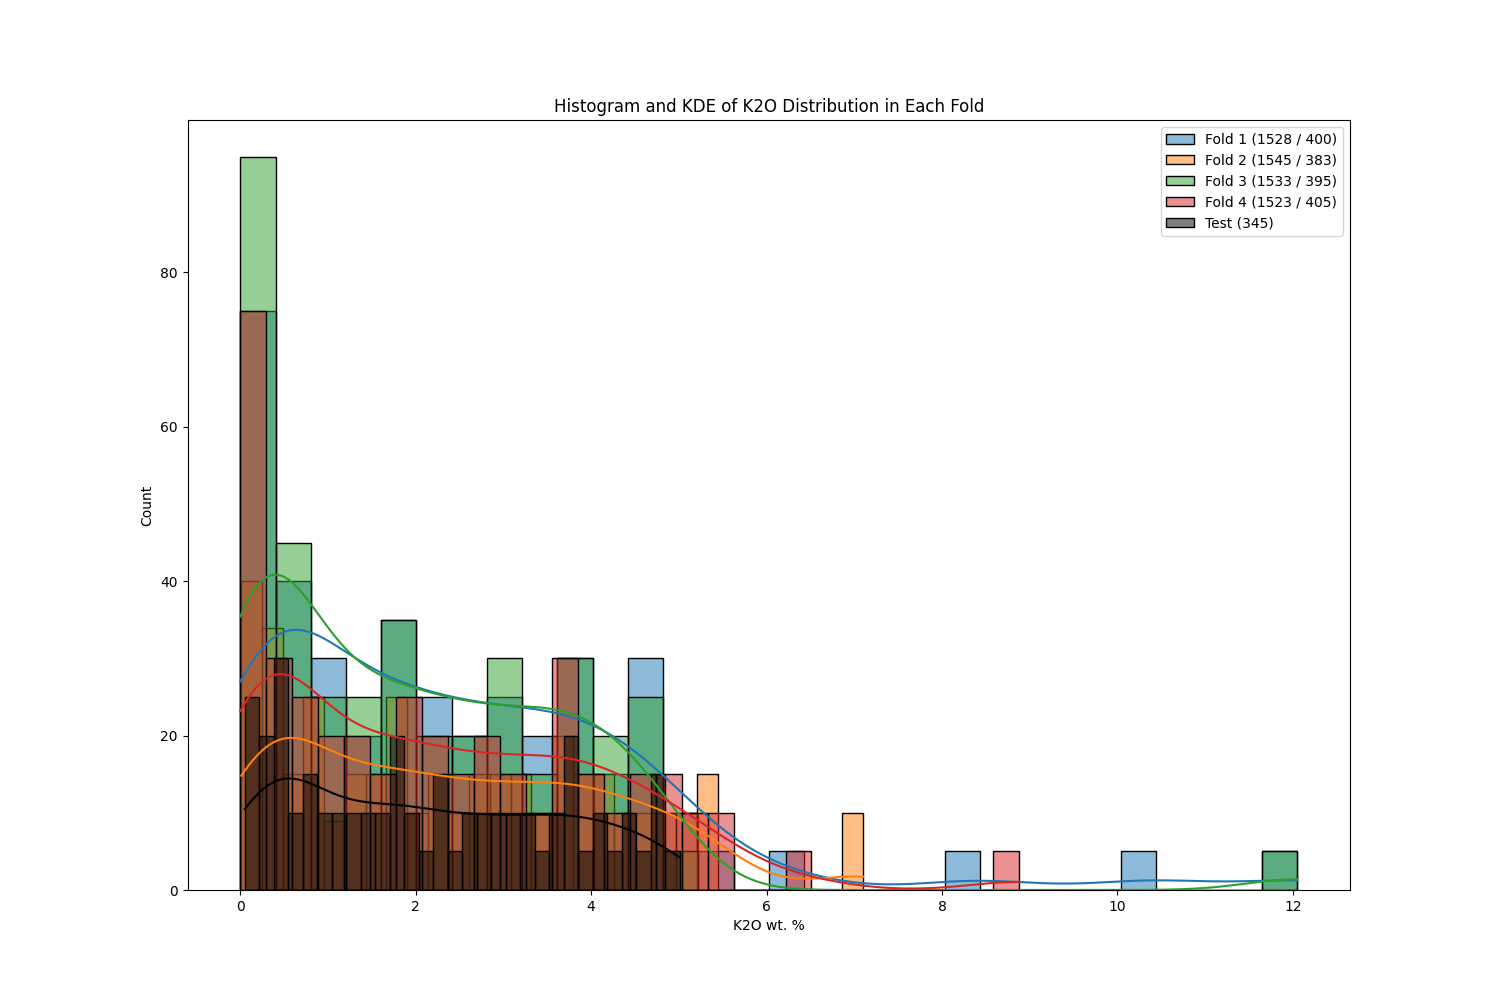 Histogram and KDE of K2O Distribution in Each Fold
Fold 1 (1528 / 400)
Fold 2 (1545 / 383)
Fold 3 (1533 / 395)
Fold 4 (1523 / 405)
Test (345)
Count
80
60
40
20
0
0 2 4 6 8 10 12
K2O wt. %